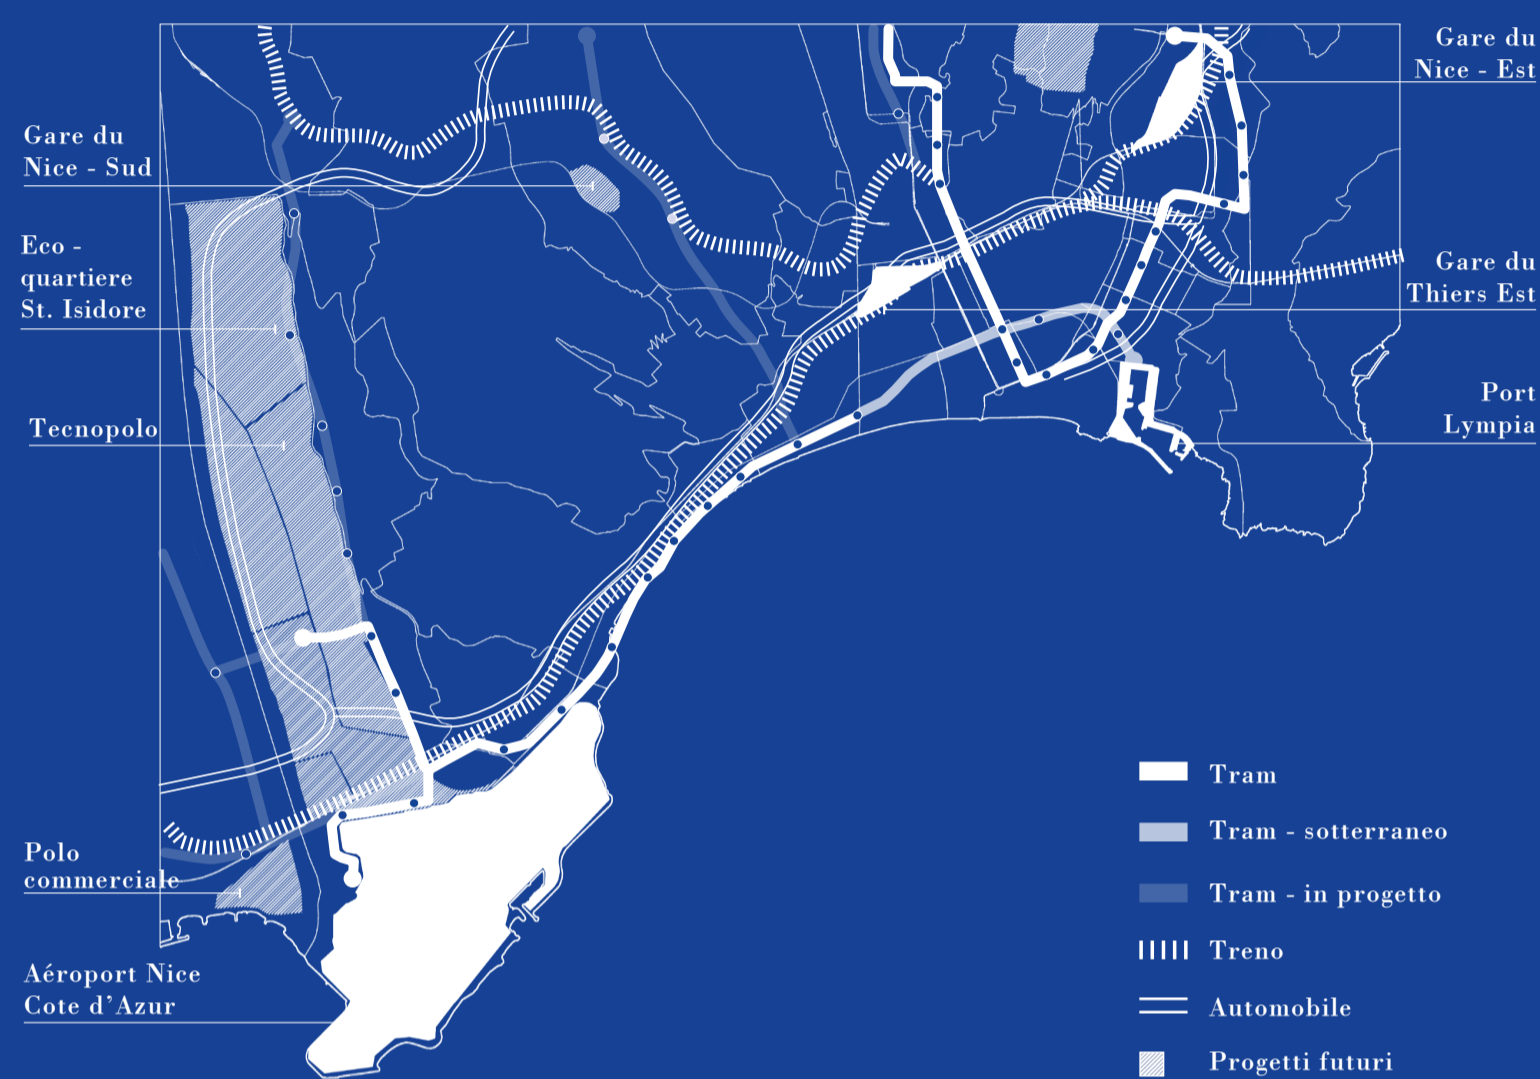 Gare du
Nice - Sud
Eco -
quartiere
St. Isidore
Tecnopolo
Polo
commerciale
Aéroport Nice
Cote d'Azur
Gare du
Nice - Est
Gare du
Thiers Est
Port
Lympia
Tram
Tram - sotterraneo
Tram - in progetto
Treno
Automobile
Progetti futuri